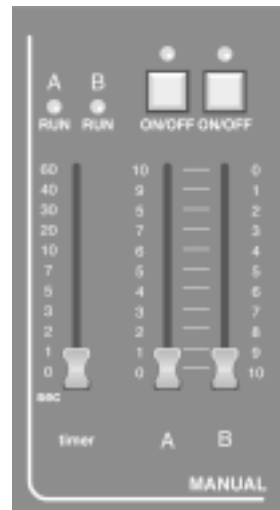 A B
RUN RUN ON/OFF ON/OFF
60 10 0
40 9 1
30 5 2
20 7 3
10 6 4
7 5 5
5 4 6
3 3 7
2 2 8
1 1 9
0 0 10
sec
timer A B
MANUAL